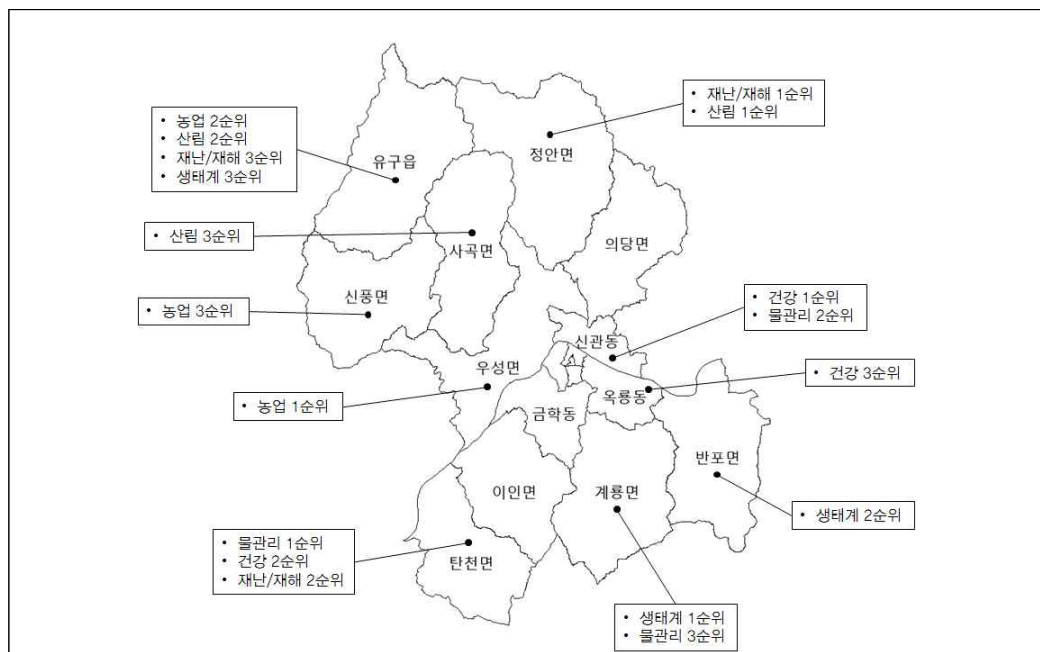 • 재난/재해 1순위
• 산림 1순위
• 농업 2순위
• 산림 2순위
• 재난/재해 3순위
• 생태계 3순위
유구읍
정안면
• 산림 3순위
사곡면
의당면
신풍면
• 농업 3순위
• 건강 1순위
• 물관리 2순위
신관동
우성면
• 건강 3순위
• 농업 1순위
옥룡동
금학동
반포면
이인면
계룡면
• 생태계 2순위
• 물관리 1순위
• 건강 2순위
• 재난/재해 2순위
탄천면
• 생태계 1순위
• 물관리 3순위